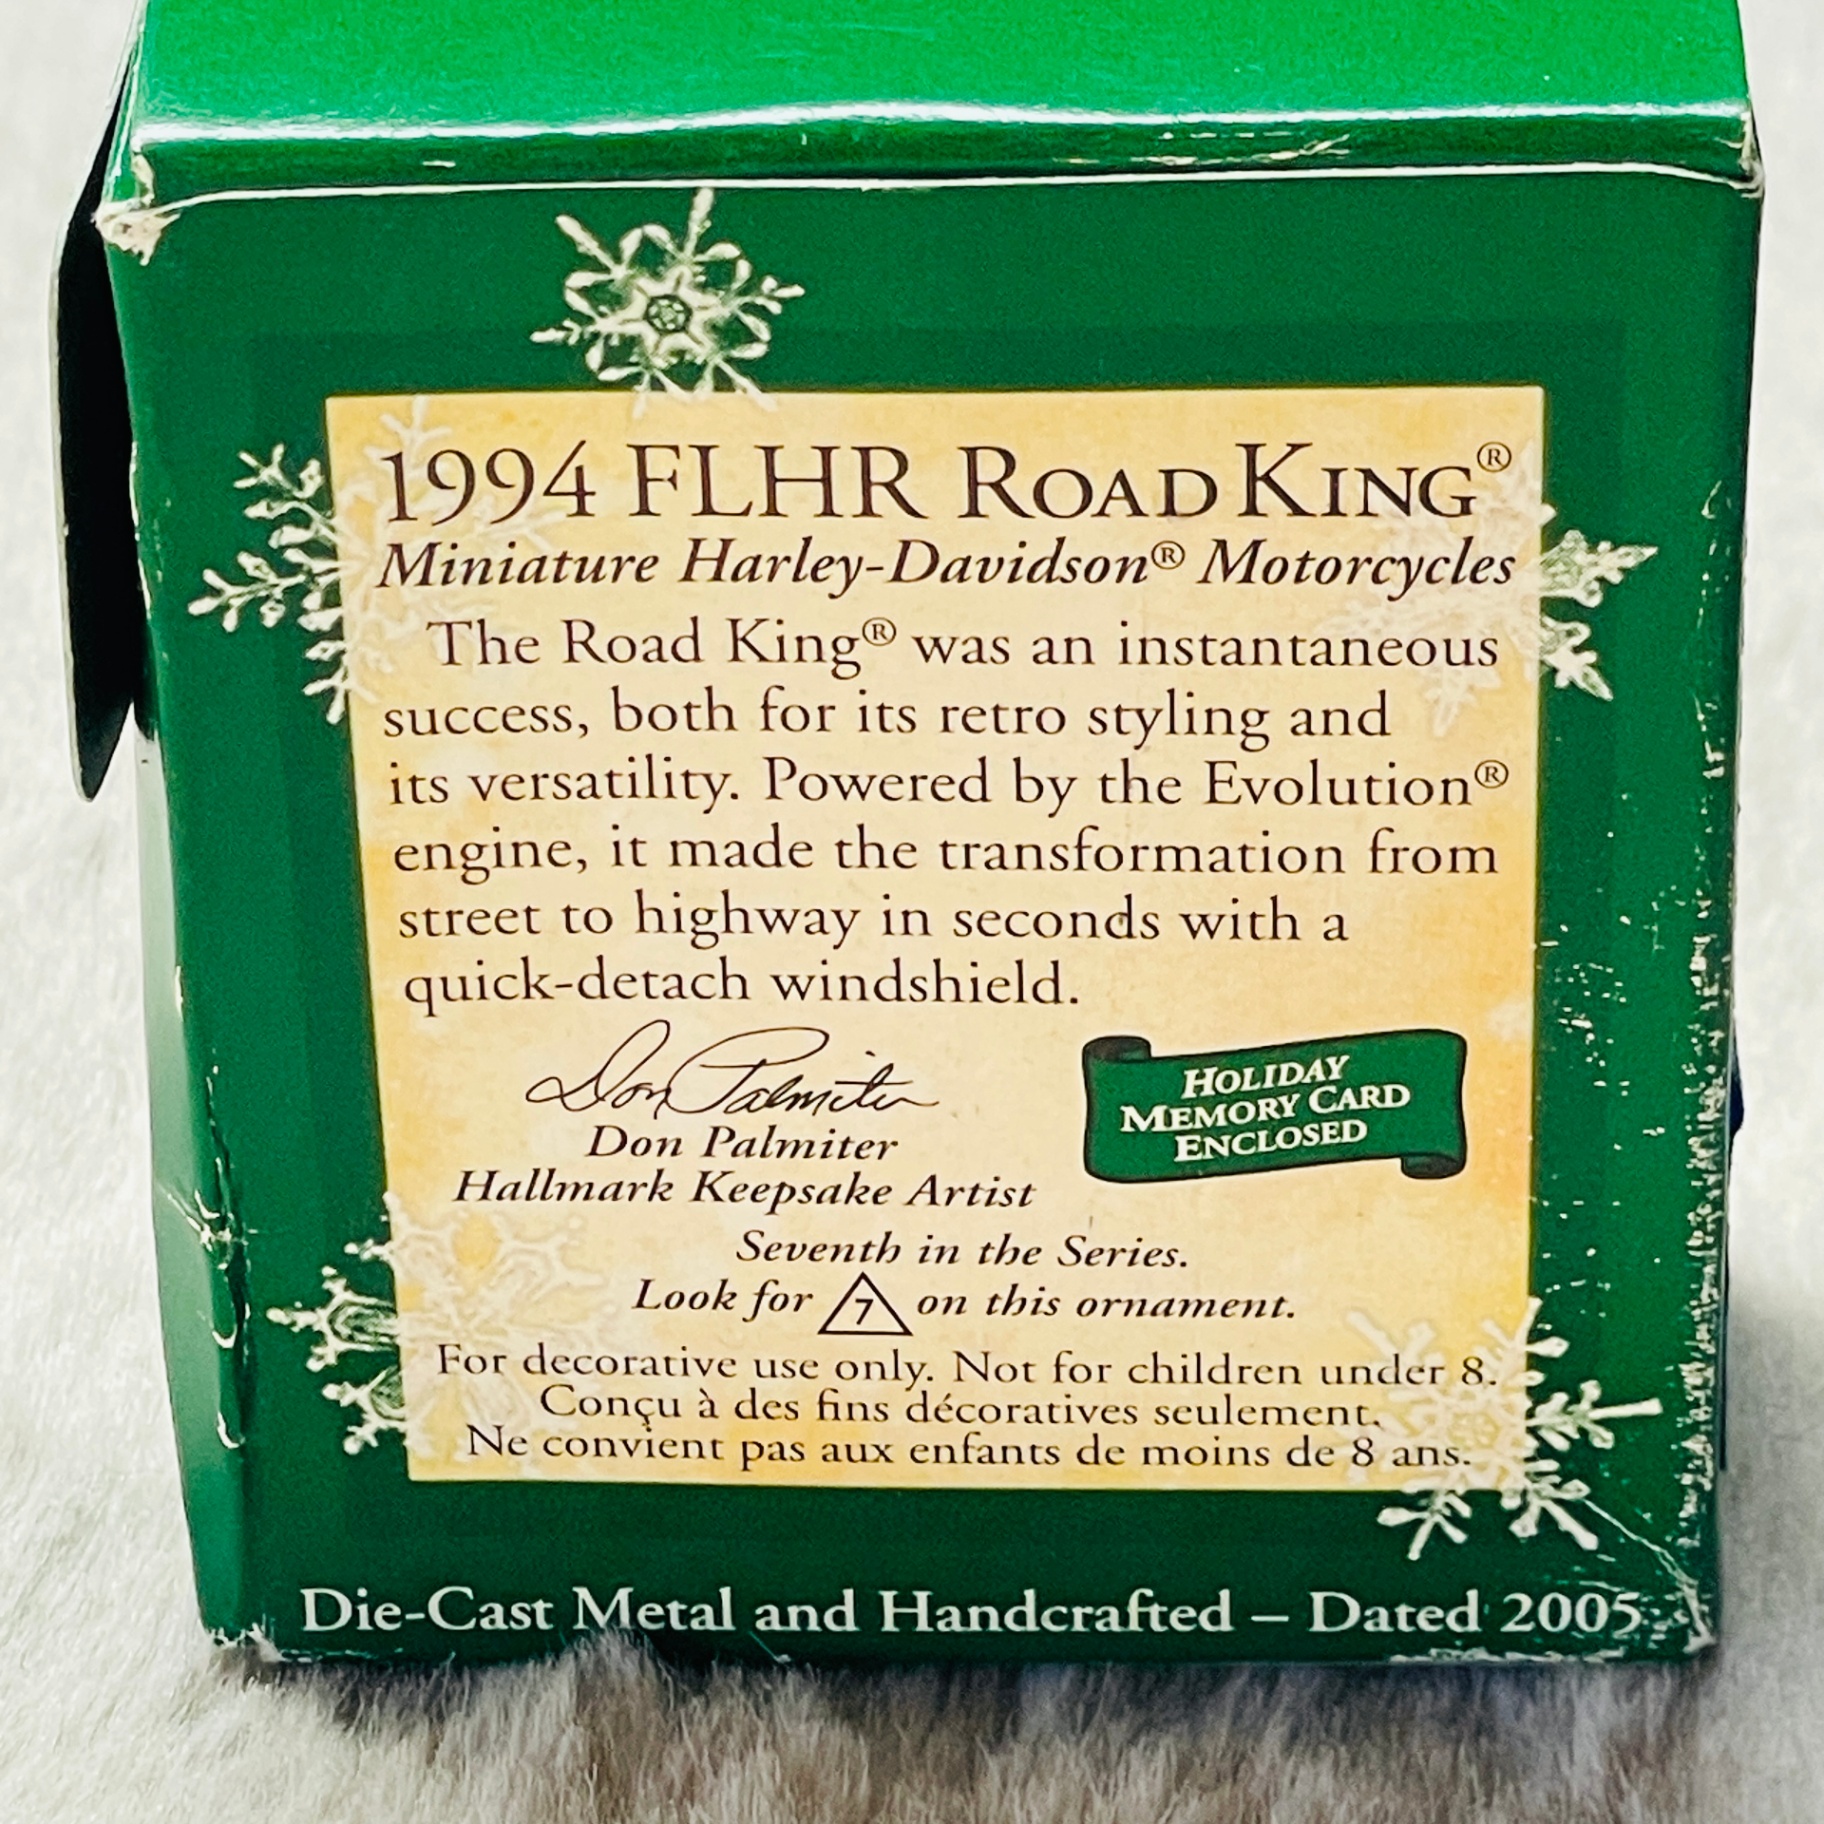 1994 FLHR ROAD KING®
Miniature Harley-Davidson® Motorcycles
The Road King® was an instantaneous
success, both for its retro styling and
its versatility. Powered by the Evolution®
engine, it made the transformation from
street to highway in seconds with a
quick-detach windshield.
Don Palmiter
Don Palmiter
Hallmark Keepsake Artist
HOLIDAY
MEMORY CARD
ENCLOSED
Seventh in the Series.
Look for 7 on this ornament.
For decorative use only. Not for children under 8.
Conçu à des fins décoratives seulement.
Ne convient pas aux enfants de moins de 8 ans.
Die-Cast Metal and Handcrafted – Dated 2005